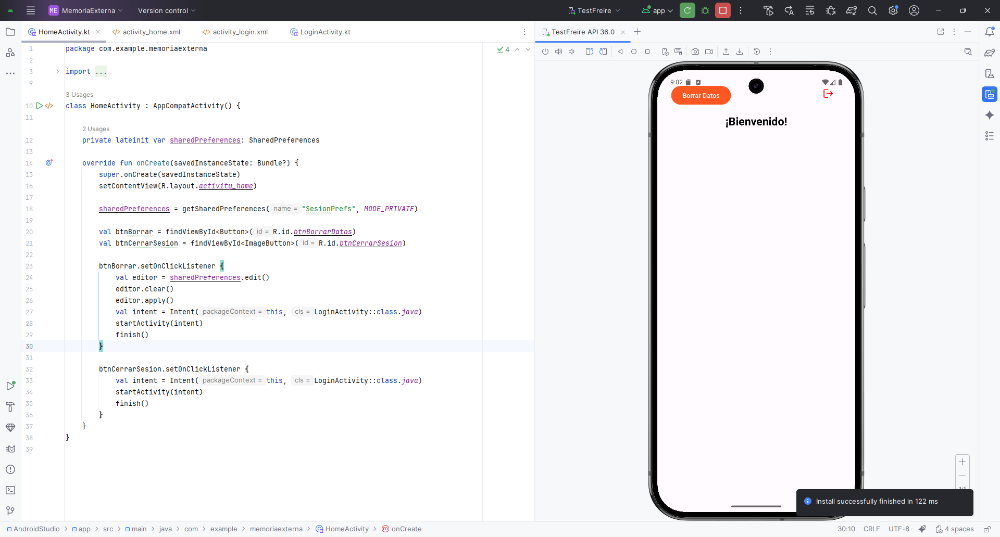 ME MemoriaExterna Version control TestFreire app
HomeActivity.kt activity_home.xml activity_login.xml LoginActivity.kt
TestFreire API 36.0
4
1 package com.example.memoriaexterna
2
3 import ...
9
3 Usages
10 class HomeActivity : AppCompatActivity() {
11
2 Usages
12 private lateinit var sharedPreferences: SharedPreferences
13
14 override fun onCreate(savedInstanceState: Bundle?) {
15 super.onCreate(savedInstanceState)
16 setContentView(R.layout.activity_home)
17
18 sharedPreferences = getSharedPreferences( name = "SesionPrefs", MODE_PRIVATE)
19
20 val btnBorrar = findViewById<Button>( id = R.id.btnBorrarDatos)
21 val btnCerrarSesion = findViewById<ImageButton>( id = R.id.btnCerrarSesion)
22
23 btnBorrar.setOnClickListener {
24 val editor = sharedPreferences.edit()
25 editor.clear()
26 editor.apply()
27 val intent = Intent( packageContext = this, cls = LoginActivity::class.java)
28 startActivity(intent)
29 finish()
30 }
31
32 btnCerrarSesion.setOnClickListener {
33 val intent = Intent( packageContext = this, cls = LoginActivity::class.java)
34 startActivity(intent)
35 finish()
36 }
37 }
38 }
39
9:02 A
Borrar Datos
¡Bienvenido!
Install successfully finished in 122 ms
AndroidStudio > app > src > main > java > com > example > memoriaexterna > HomeActivity > onCreate
30:10 CRLF UTF-8 4 spaces